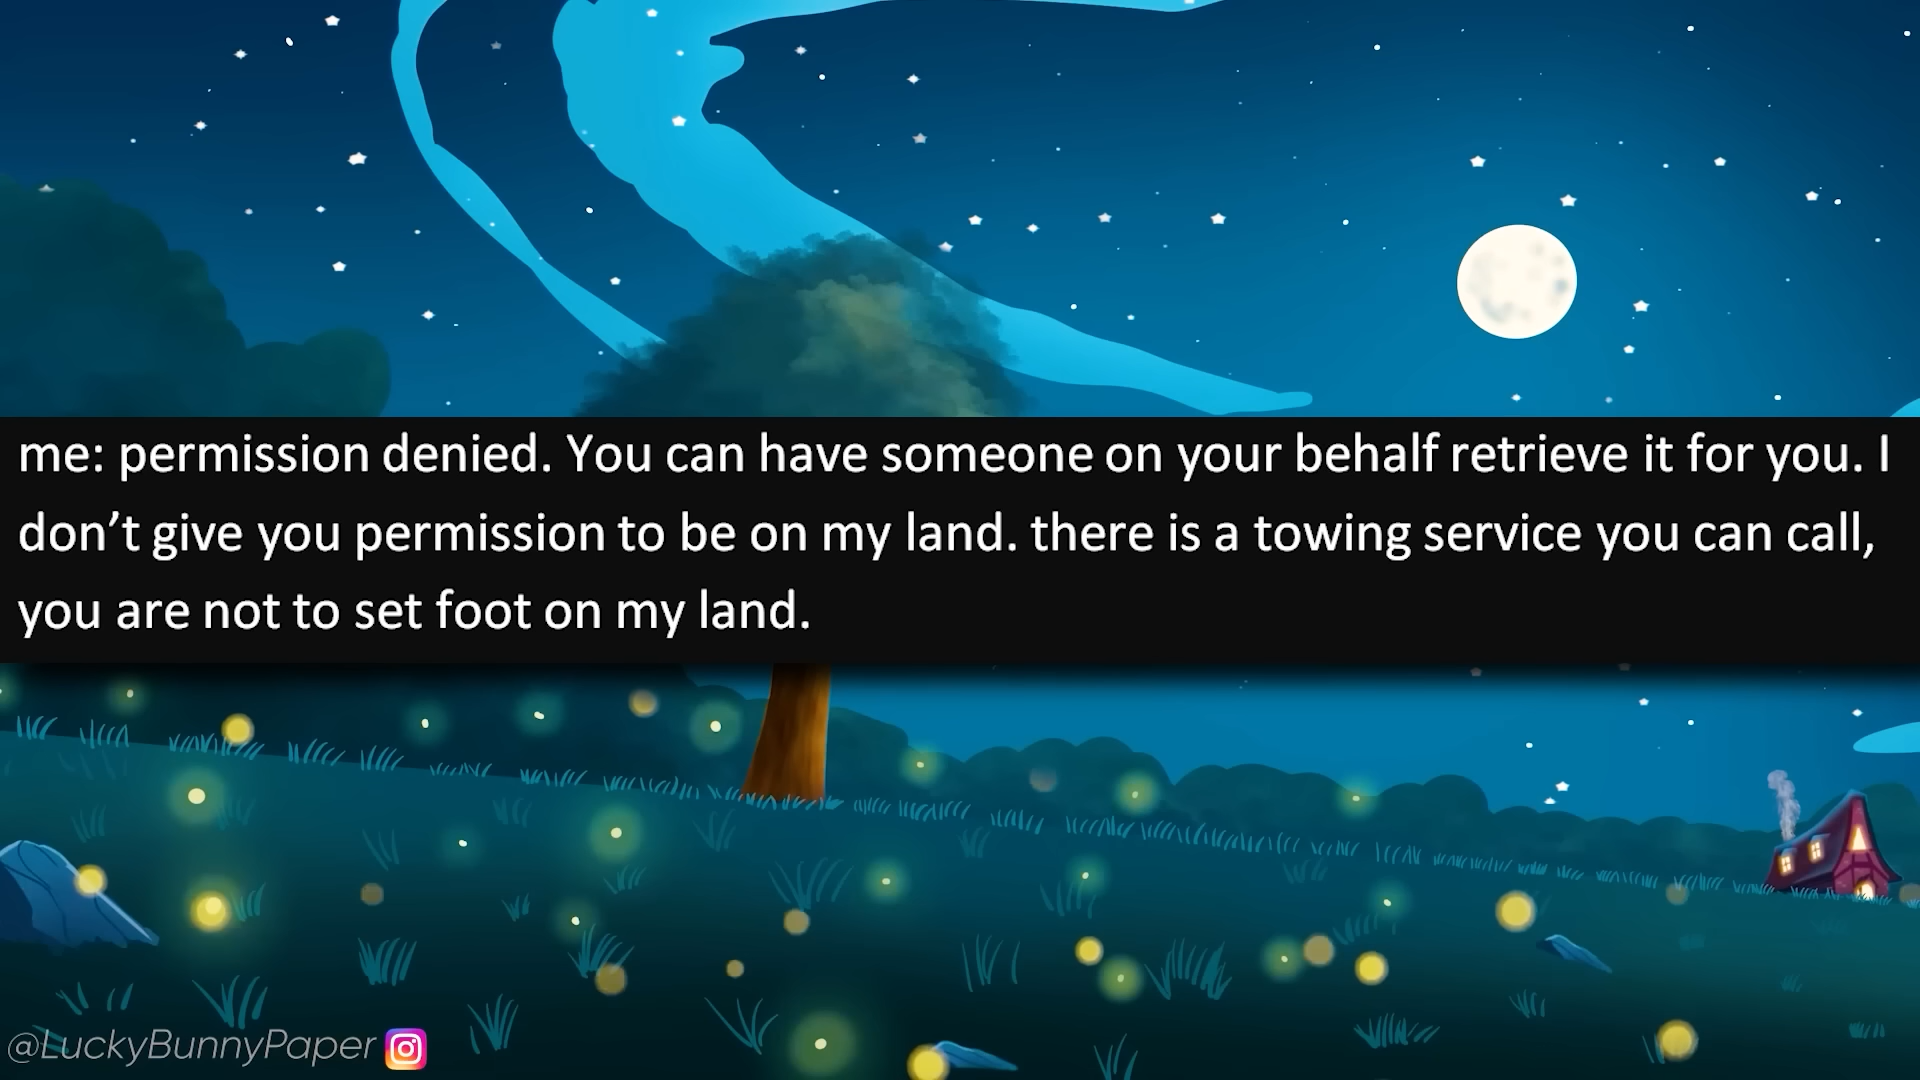 me: permission denied. You can have someone on your behalf retrieve it for you. I
don’t give you permission to be on my land. there is a towing service you can call,
you are not to set foot on my land.
@LuckyBunnyPaper